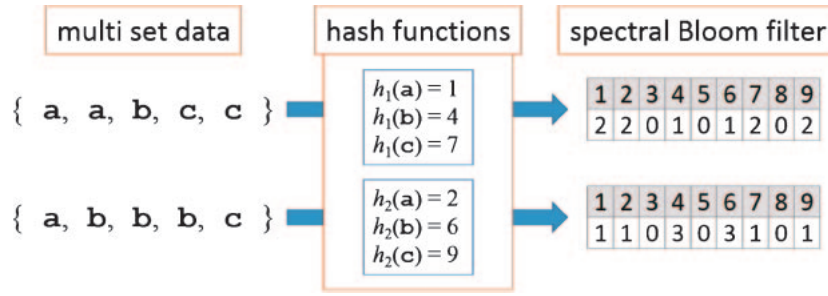 multi set data
hash functions
spectral Bloom filter
{ a, a, b, c, c }
h1(a) = 1
h1(b) = 4
h1(c) = 7
1 2 3 4 5 6 7 8 9
2 2 0 1 0 1 2 0 2
{ a, b, b, b, c }
h2(a) = 2
h2(b) = 6
h2(c) = 9
1 2 3 4 5 6 7 8 9
1 1 0 3 0 3 1 0 1